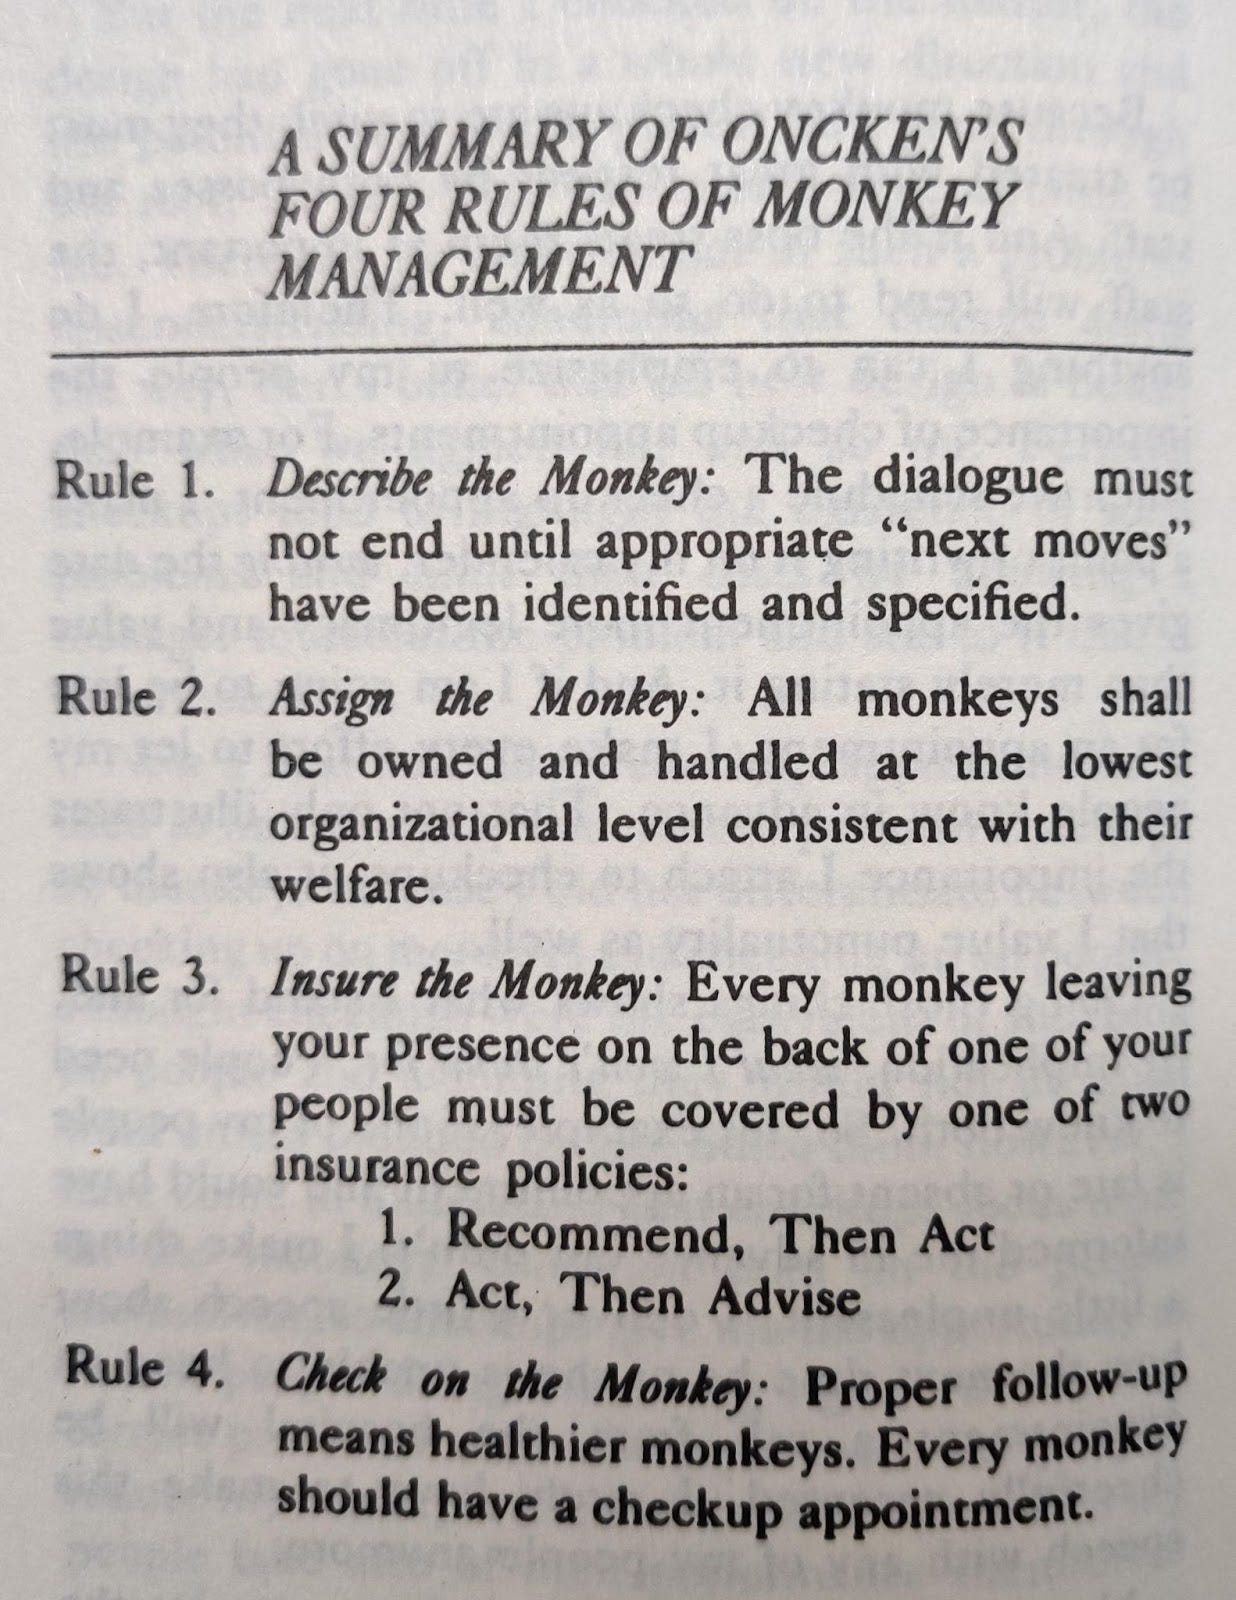 A SUMMARY OF ONCKEN'S
FOUR RULES OF MONKEY
MANAGEMENT
Rule 1. Describe the Monkey: The dialogue must
not end until appropriate “next moves”
have been identified and specified.
Rule 2. Assign the Monkey: All monkeys shall
be owned and handled at the lowest
organizational level consistent with their
welfare.
Rule 3. Insure the Monkey: Every monkey leaving
your presence on the back of one of your
people must be covered by one of two
insurance policies:
1. Recommend, Then Act
2. Act, Then Advise
Rule 4. Check on the Monkey: Proper follow-up
means healthier monkeys. Every monkey
should have a checkup appointment.